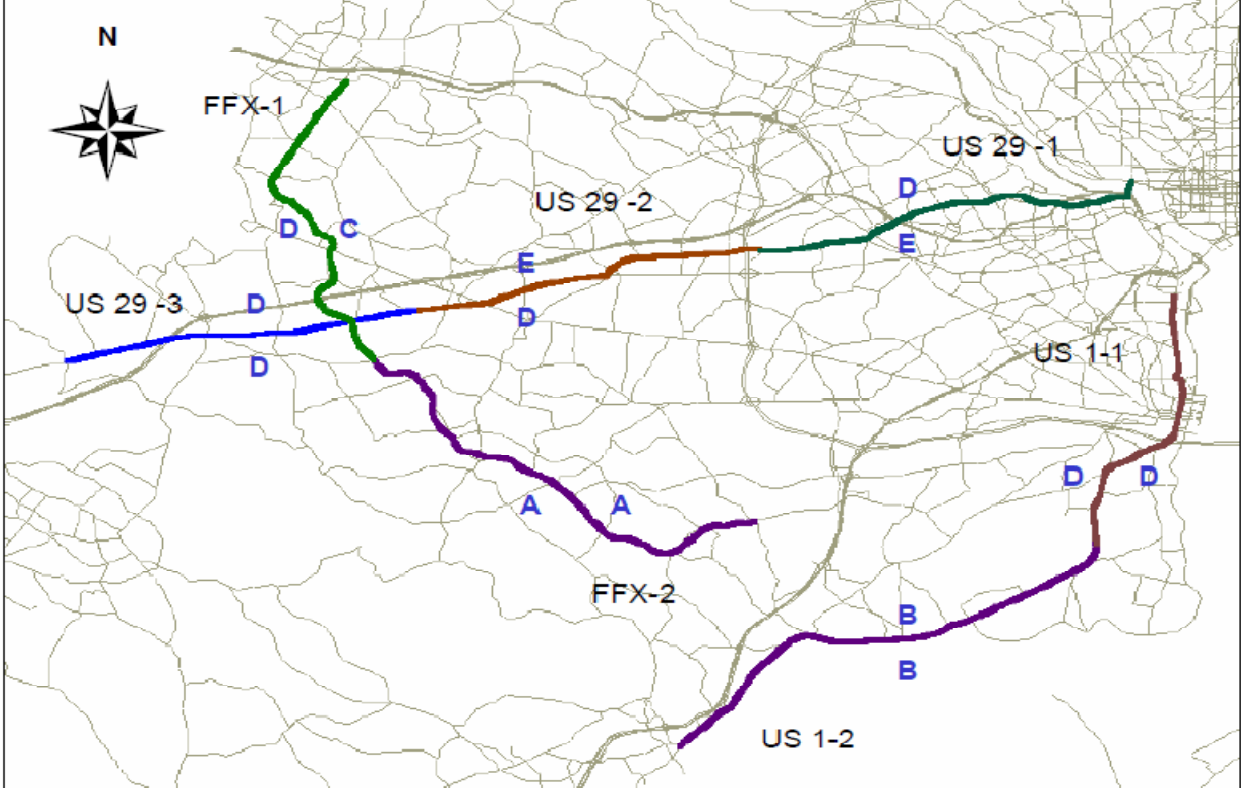 N
FFX-1
US 29 -1
D
US 29 -2
D C
E
E
US 29 -3
D
D
US 1-1
D
D D
A A
FFX-2
B
B
US 1-2